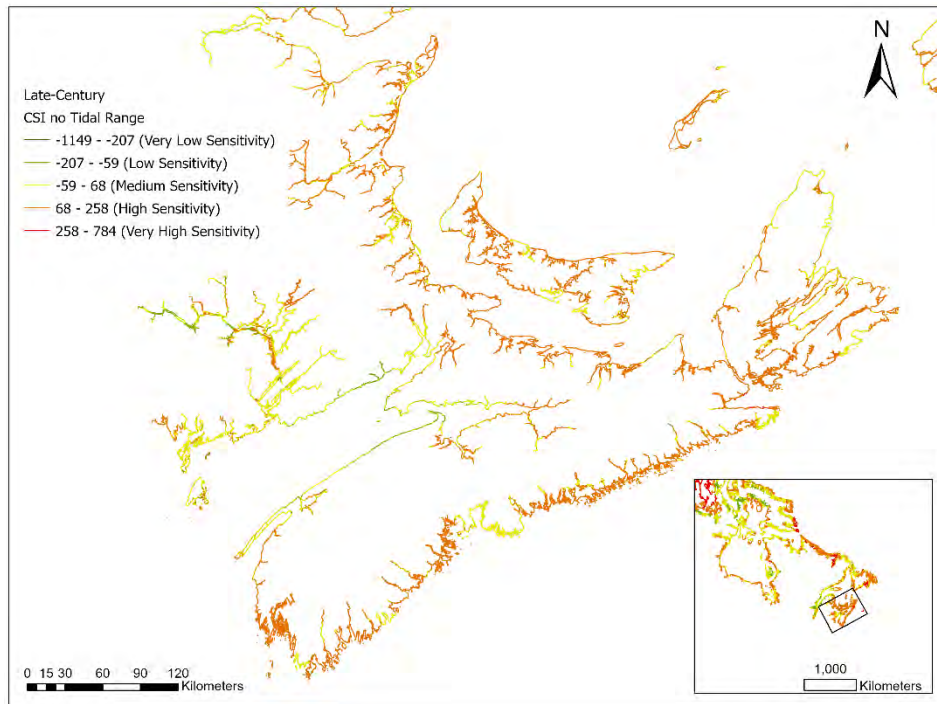 N
Late-Century
CSI no Tidal Range
-1149 - -207 (Very Low Sensitivity)
-207 - -59 (Low Sensitivity)
-59 - 68 (Medium Sensitivity)
68 - 258 (High Sensitivity)
258 - 784 (Very High Sensitivity)
0 15 30 60 90 120
Kilometers
1,000
Kilometers